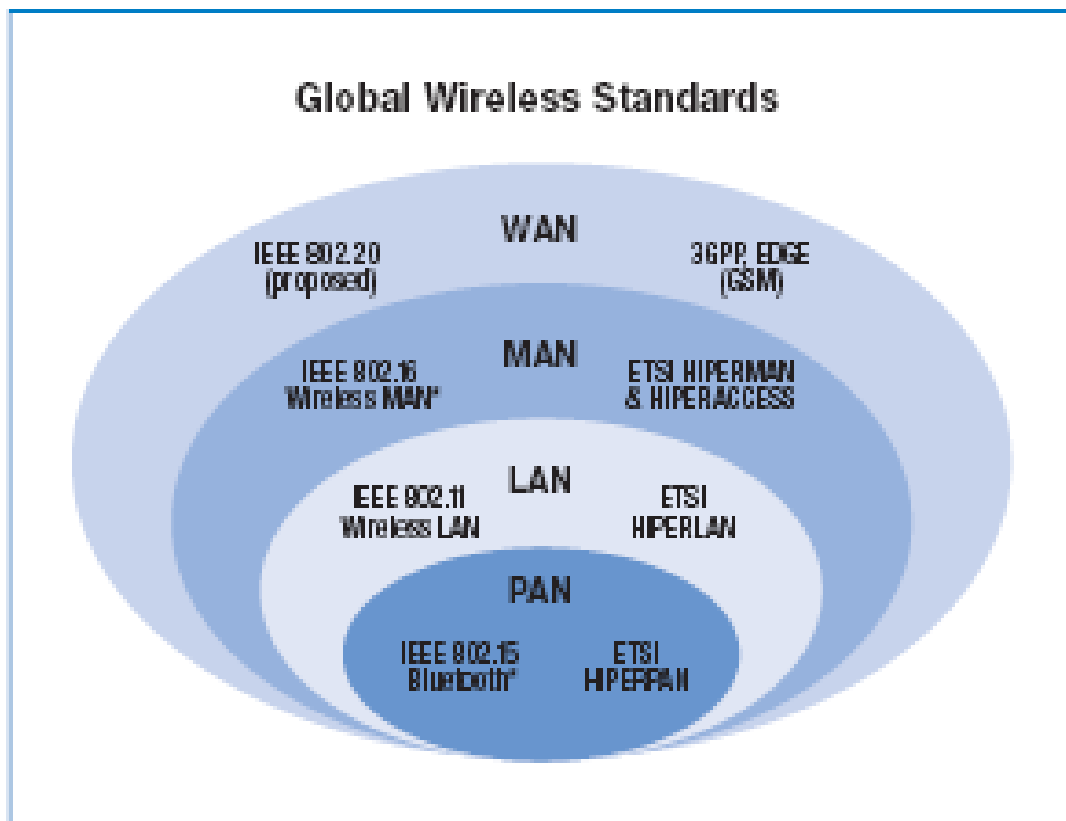 Global Wireless Standards
WAN
IEEE 802.20
(proposed)
3GPP, EDGE
(GSM)
MAN
IEEE 802.16
Wireless MAN*
ETSI HIPERMAN
& HIPERACCESS
LAN
IEEE 802.11
Wireless LAN
ETSI
HIPERLAN
PAN
IEEE 802.15
Bluetooth*
ETSI
HIPERPAN